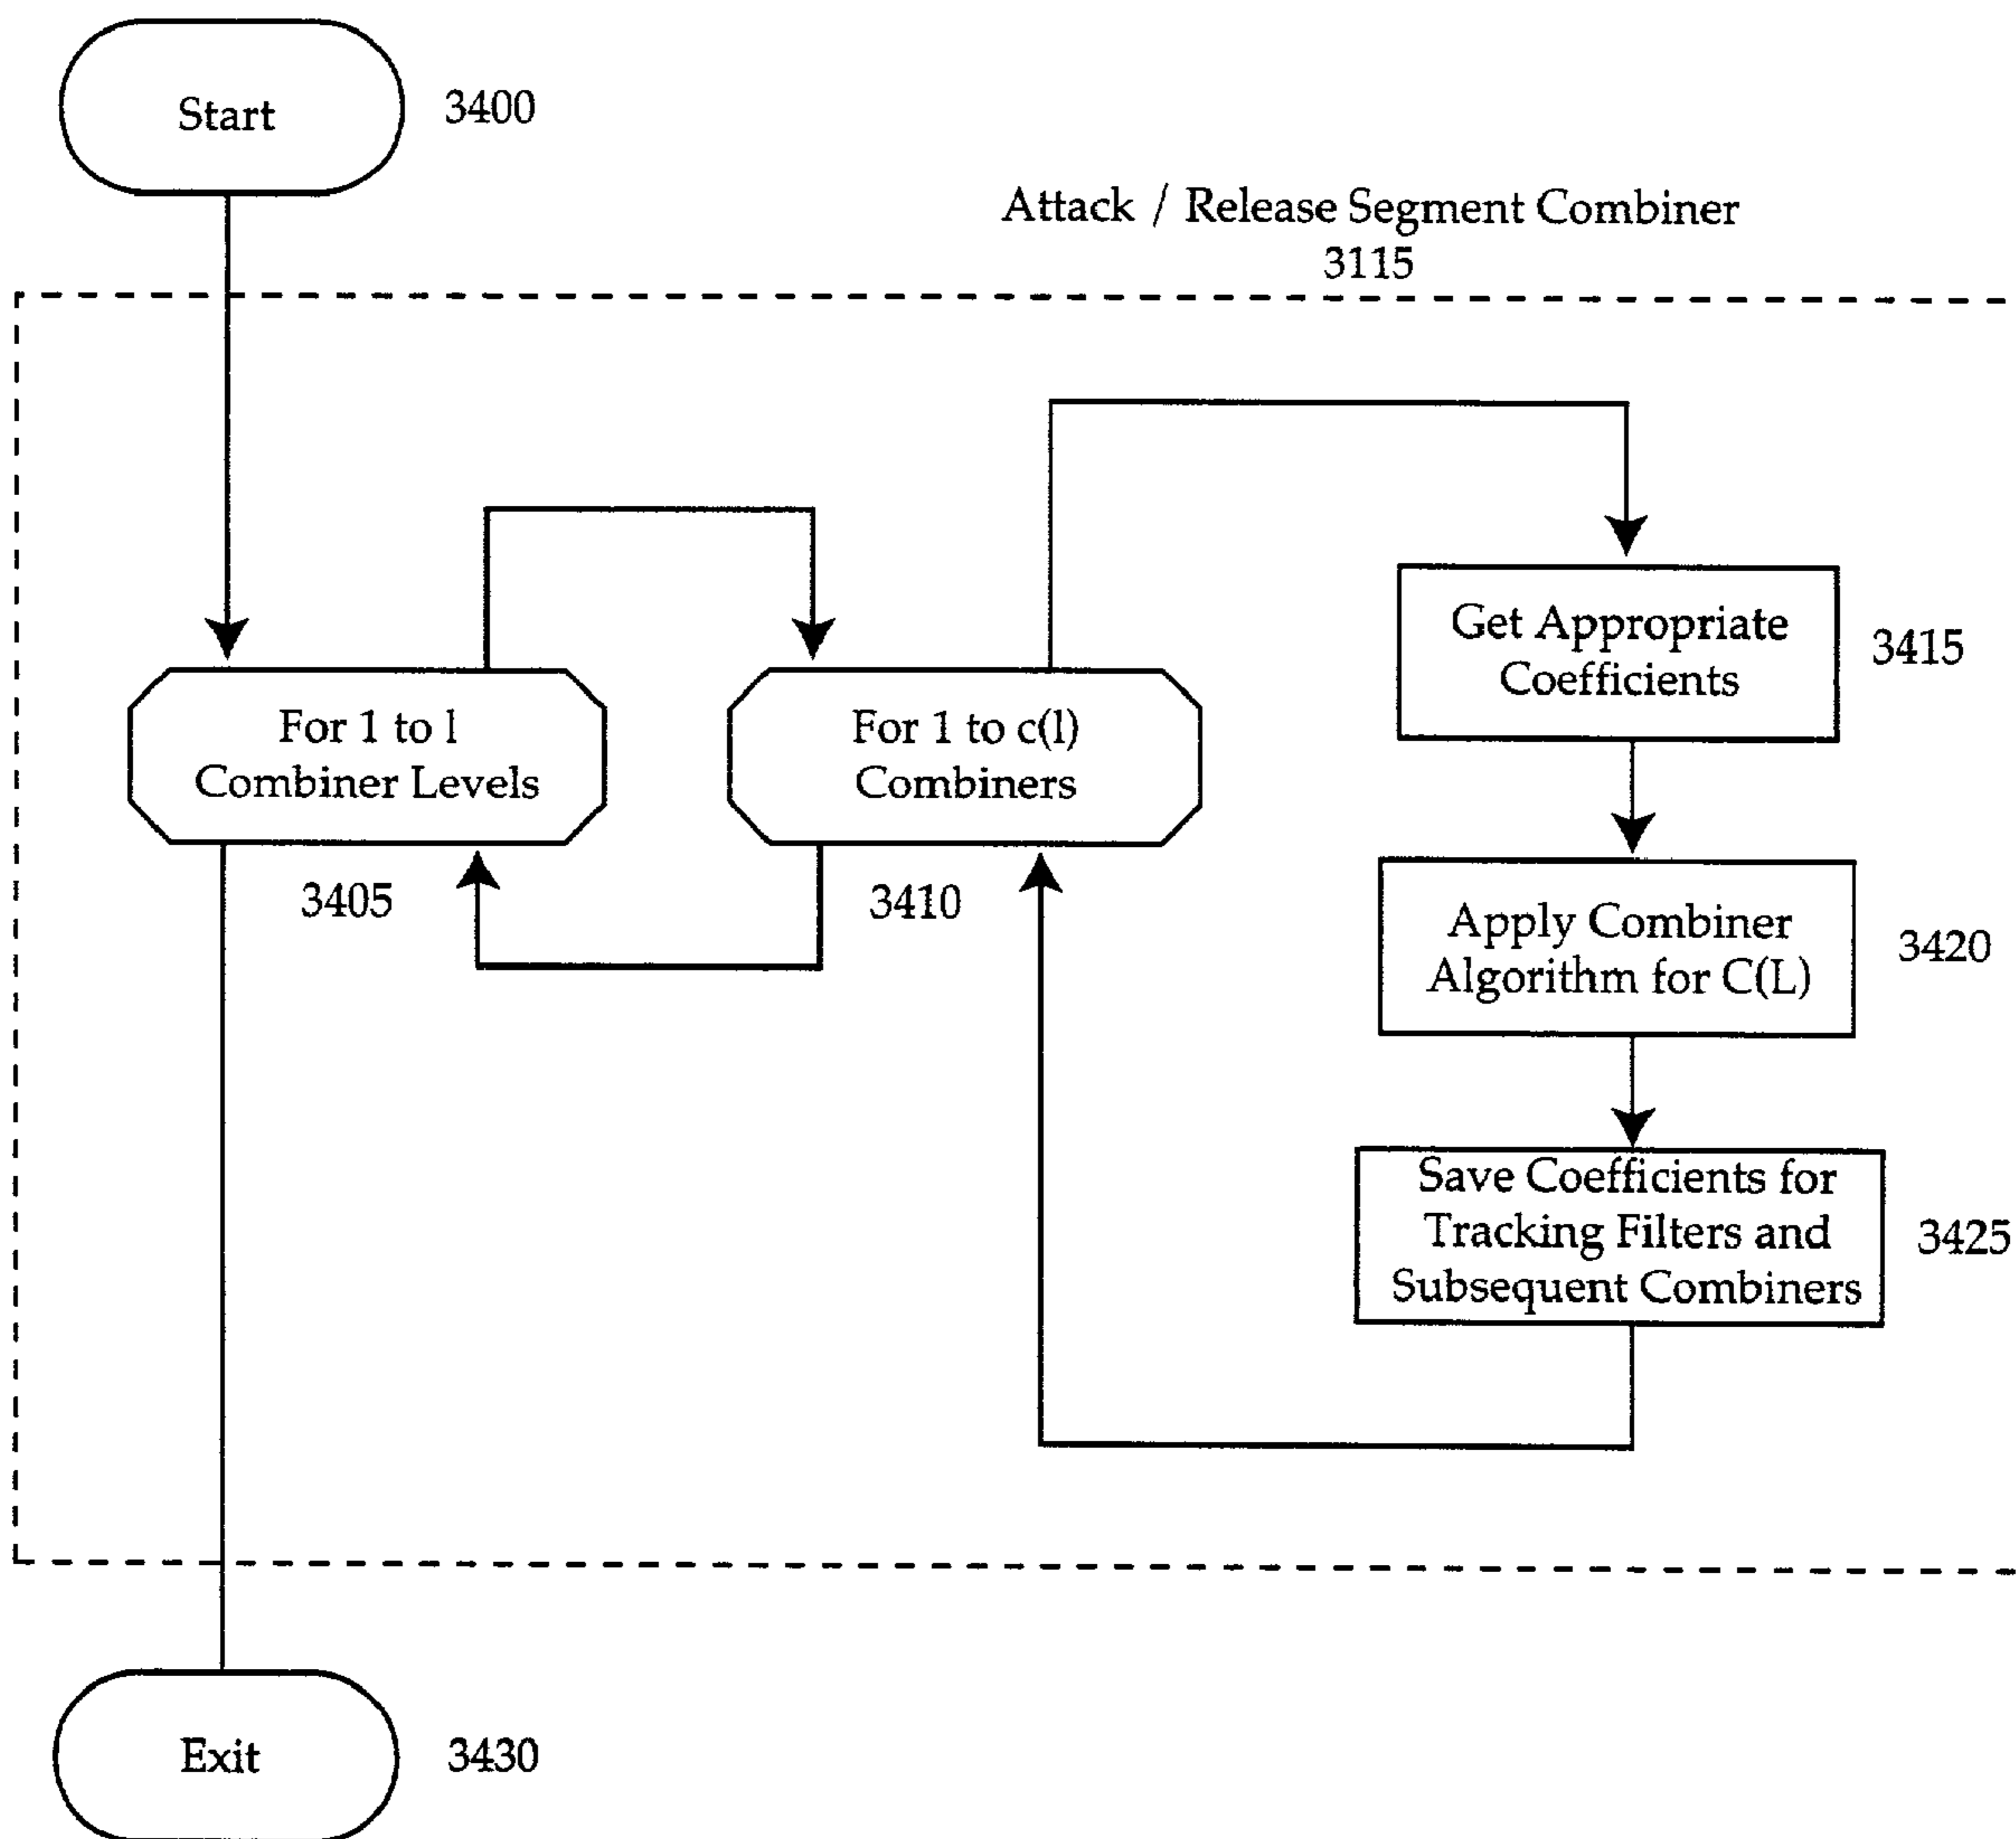 Start
3400
Attack / Release Segment Combiner
3115
For 1 to l
Combiner Levels
3405
For 1 to c(l)
Combiners
3410
Get Appropriate
Coefficients
3415
Apply Combiner
Algorithm for C(L)
3420
Save Coefficients for
Tracking Filters and
Subsequent Combiners
3425
Exit
3430